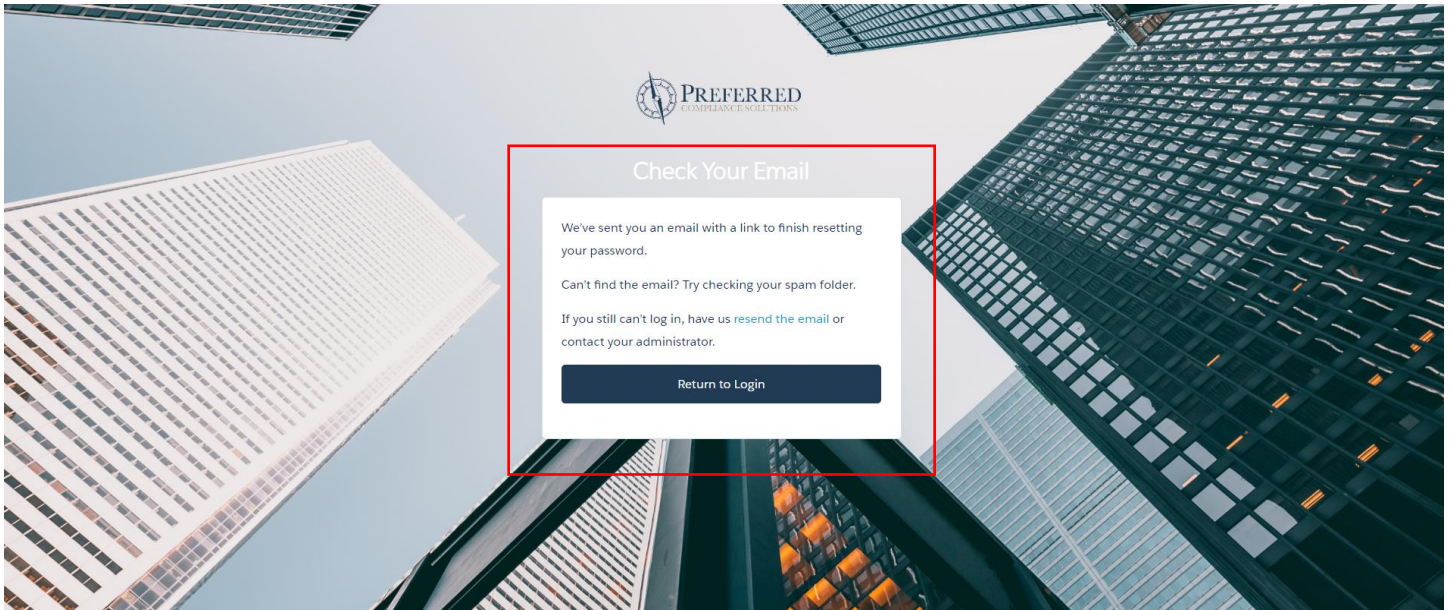 PREFERRED
COMPLIANCE SOLUTIONS
Check Your Email
We've sent you an email with a link to finish resetting
your password.
Can't find the email? Try checking your spam folder.
If you still can't log in, have us resend the email or
contact your administrator.
Return to Login